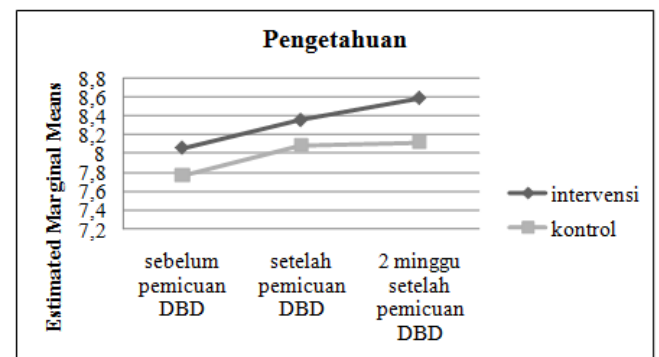 Pengetahuan
Estimated Marginal Means
8,8
8,6
8,4
8,2
8
7,8
7,6
7,4
7,2
sebelum
pemicuan
DBD
setelah
pemicuan
DBD
2 minggu
setelah
pemicuan
DBD
intervensi
kontrol